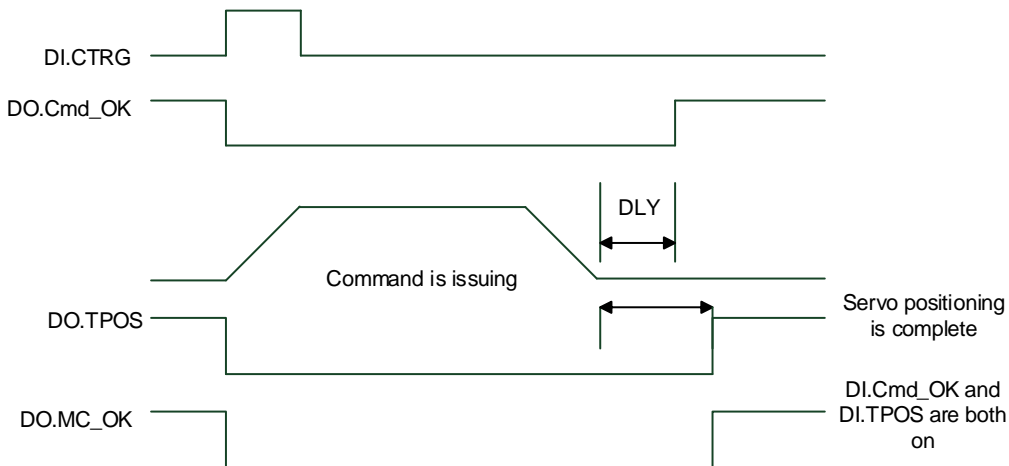 DI.CTRG
DO.Cmd_OK
DLY
Command is issuing
DO.TPOS
Servo positioning
is complete
DO.MC_OK
DI.Cmd_OK and
DI.TPOS are both
on